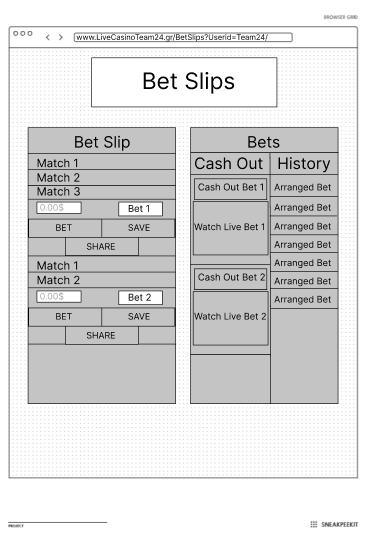 BROWSER GRID
www.LiveCasinoTeam24.gr/BetSlips?Userid=Team24/
Bet Slips
Bet Slip
Match 1
Match 2
Match 3
0.00$
Bet 1
BET
SAVE
SHARE
Match 1
Match 2
0.00$
Bet 2
BET
SAVE
SHARE
Bets
Cash Out
History
Cash Out Bet 1
Watch Live Bet 1
Cash Out Bet 2
Watch Live Bet 2
Arranged Bet
Arranged Bet
Arranged Bet
Arranged Bet
Arranged Bet
Arranged Bet
Arranged Bet
PROJECT
SNEAKPEEKIT